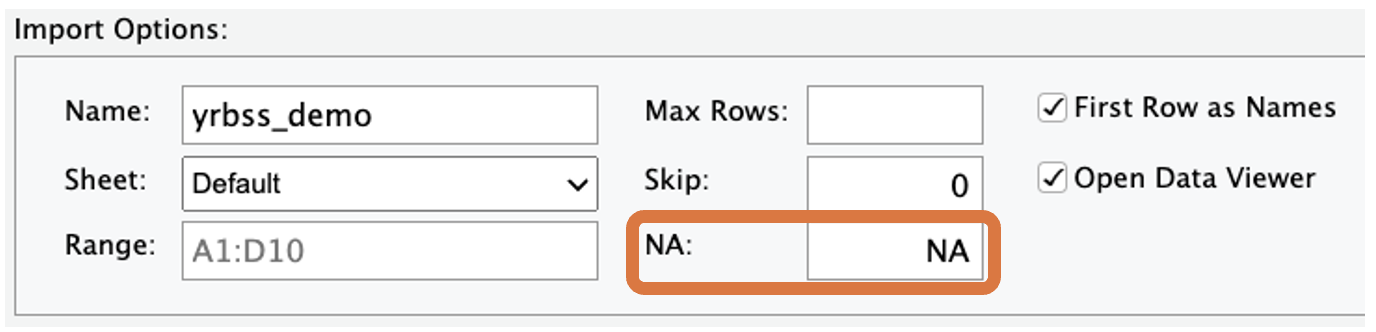 Import Options:
Name: yrbss_demo Max Rows: First Row as Names
Sheet: Default Skip: 0 Open Data Viewer
Range: A1:D10 NA: NA